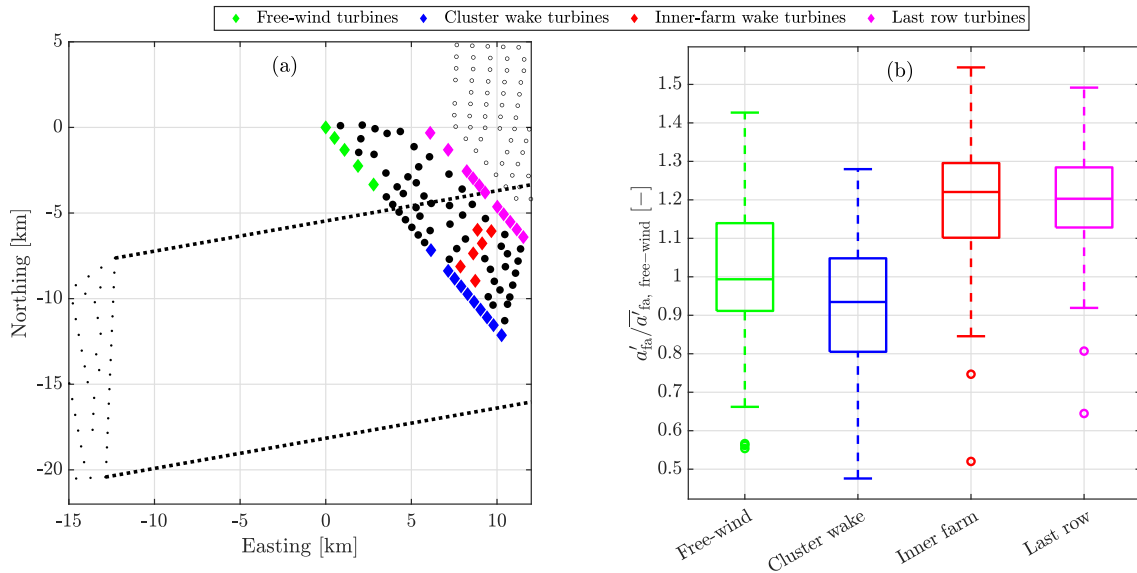 Free-wind turbines Cluster wake turbines Inner-farm wake turbines Last row turbines
(a)
5
0
-5
-10
-15
-20
Northing [km]
-15 -10 -5 0 5 10
Easting [km]
(b)
1.5
1.4
1.3
1.2
1.1
1
0.9
0.8
0.7
0.6
0.5
a′fa/a̅′fa, free−wind [−]
Free-wind Cluster wake Inner farm Last row